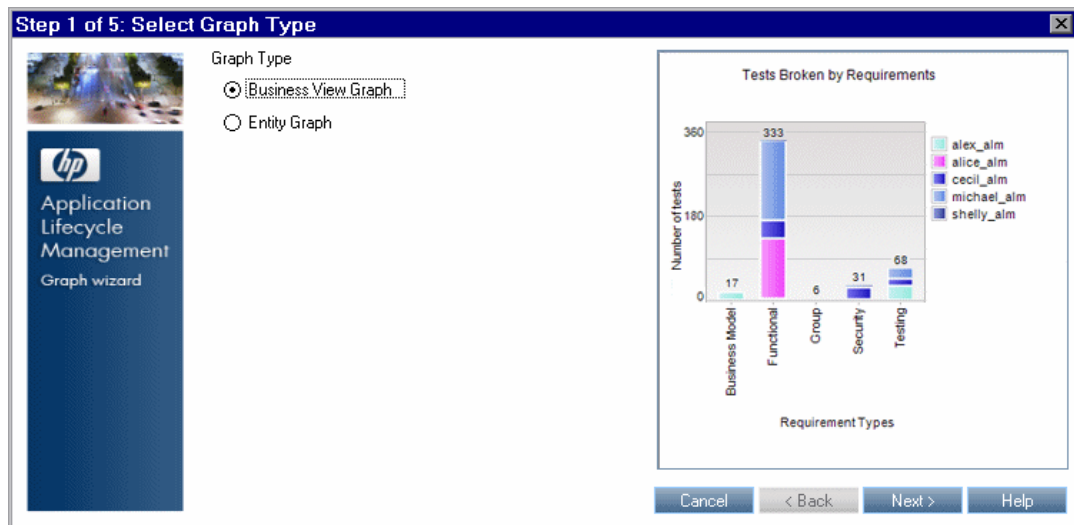 Step 1 of 5: Select Graph Type
Graph Type
Business View Graph
Entity Graph
hp
Application
Lifecycle
Management
Graph wizard
Tests Broken by Requirements
Number of tests
360
180
0
17
333
6
31
68
Business Model
Functional
Group
Security
Testing
Requirement Types
alex_alm
alice_alm
cecil_alm
michael_alm
shelly_alm
Cancel
< Back
Next >
Help